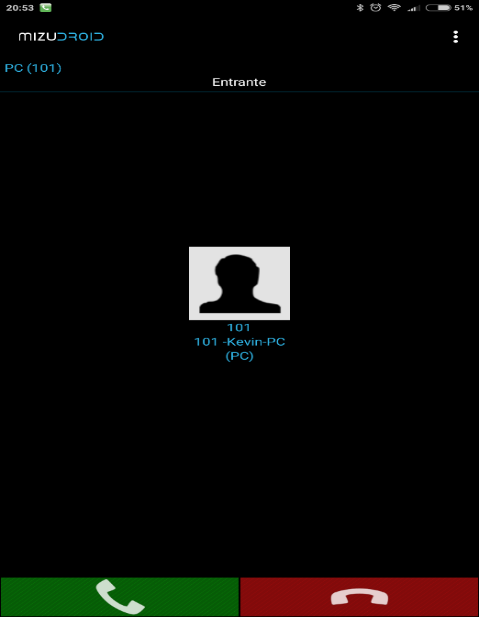 20:53 51%
MIZUDROID
PC (101)
Entrante
101
101 -Kevin-PC
(PC)